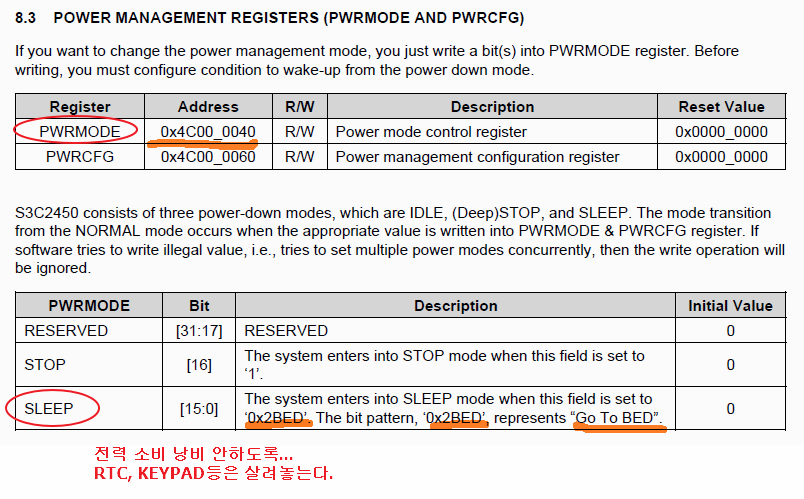 8.3 POWER MANAGEMENT REGISTERS (PWRMODE AND PWRCFG)
If you want to change the power management mode, you just write a bit(s) into PWRMODE register. Before
writing, you must configure condition to wake-up from the power down mode.
Register Address R/W Description Reset Value
PWRMODE 0x4C00_0040 R/W Power mode control register 0x0000_0000
PWRCFG 0x4C00_0060 R/W Power management configuration register 0x0000_0000
S3C2450 consists of three power-down modes, which are IDLE, (Deep)STOP, and SLEEP. The mode transition
from the NORMAL mode occurs when the appropriate value is written into PWRMODE & PWRCFG register. If
software tries to write illegal value, i.e., tries to set multiple power modes concurrently, then the write operation will
be ignored.
PWRMODE Bit Description Initial Value
RESERVED [31:17] RESERVED 0
STOP [16] The system enters into STOP mode when this field is set to
‘1’. 0
SLEEP [15:0] The system enters into SLEEP mode when this field is set to
‘0x2BED’. The bit pattern, ‘0x2BED’, represents “Go To BED”. 0
전력 소비 낭비 안하도록...
RTC, KEYPAD등은 살려놓는다.